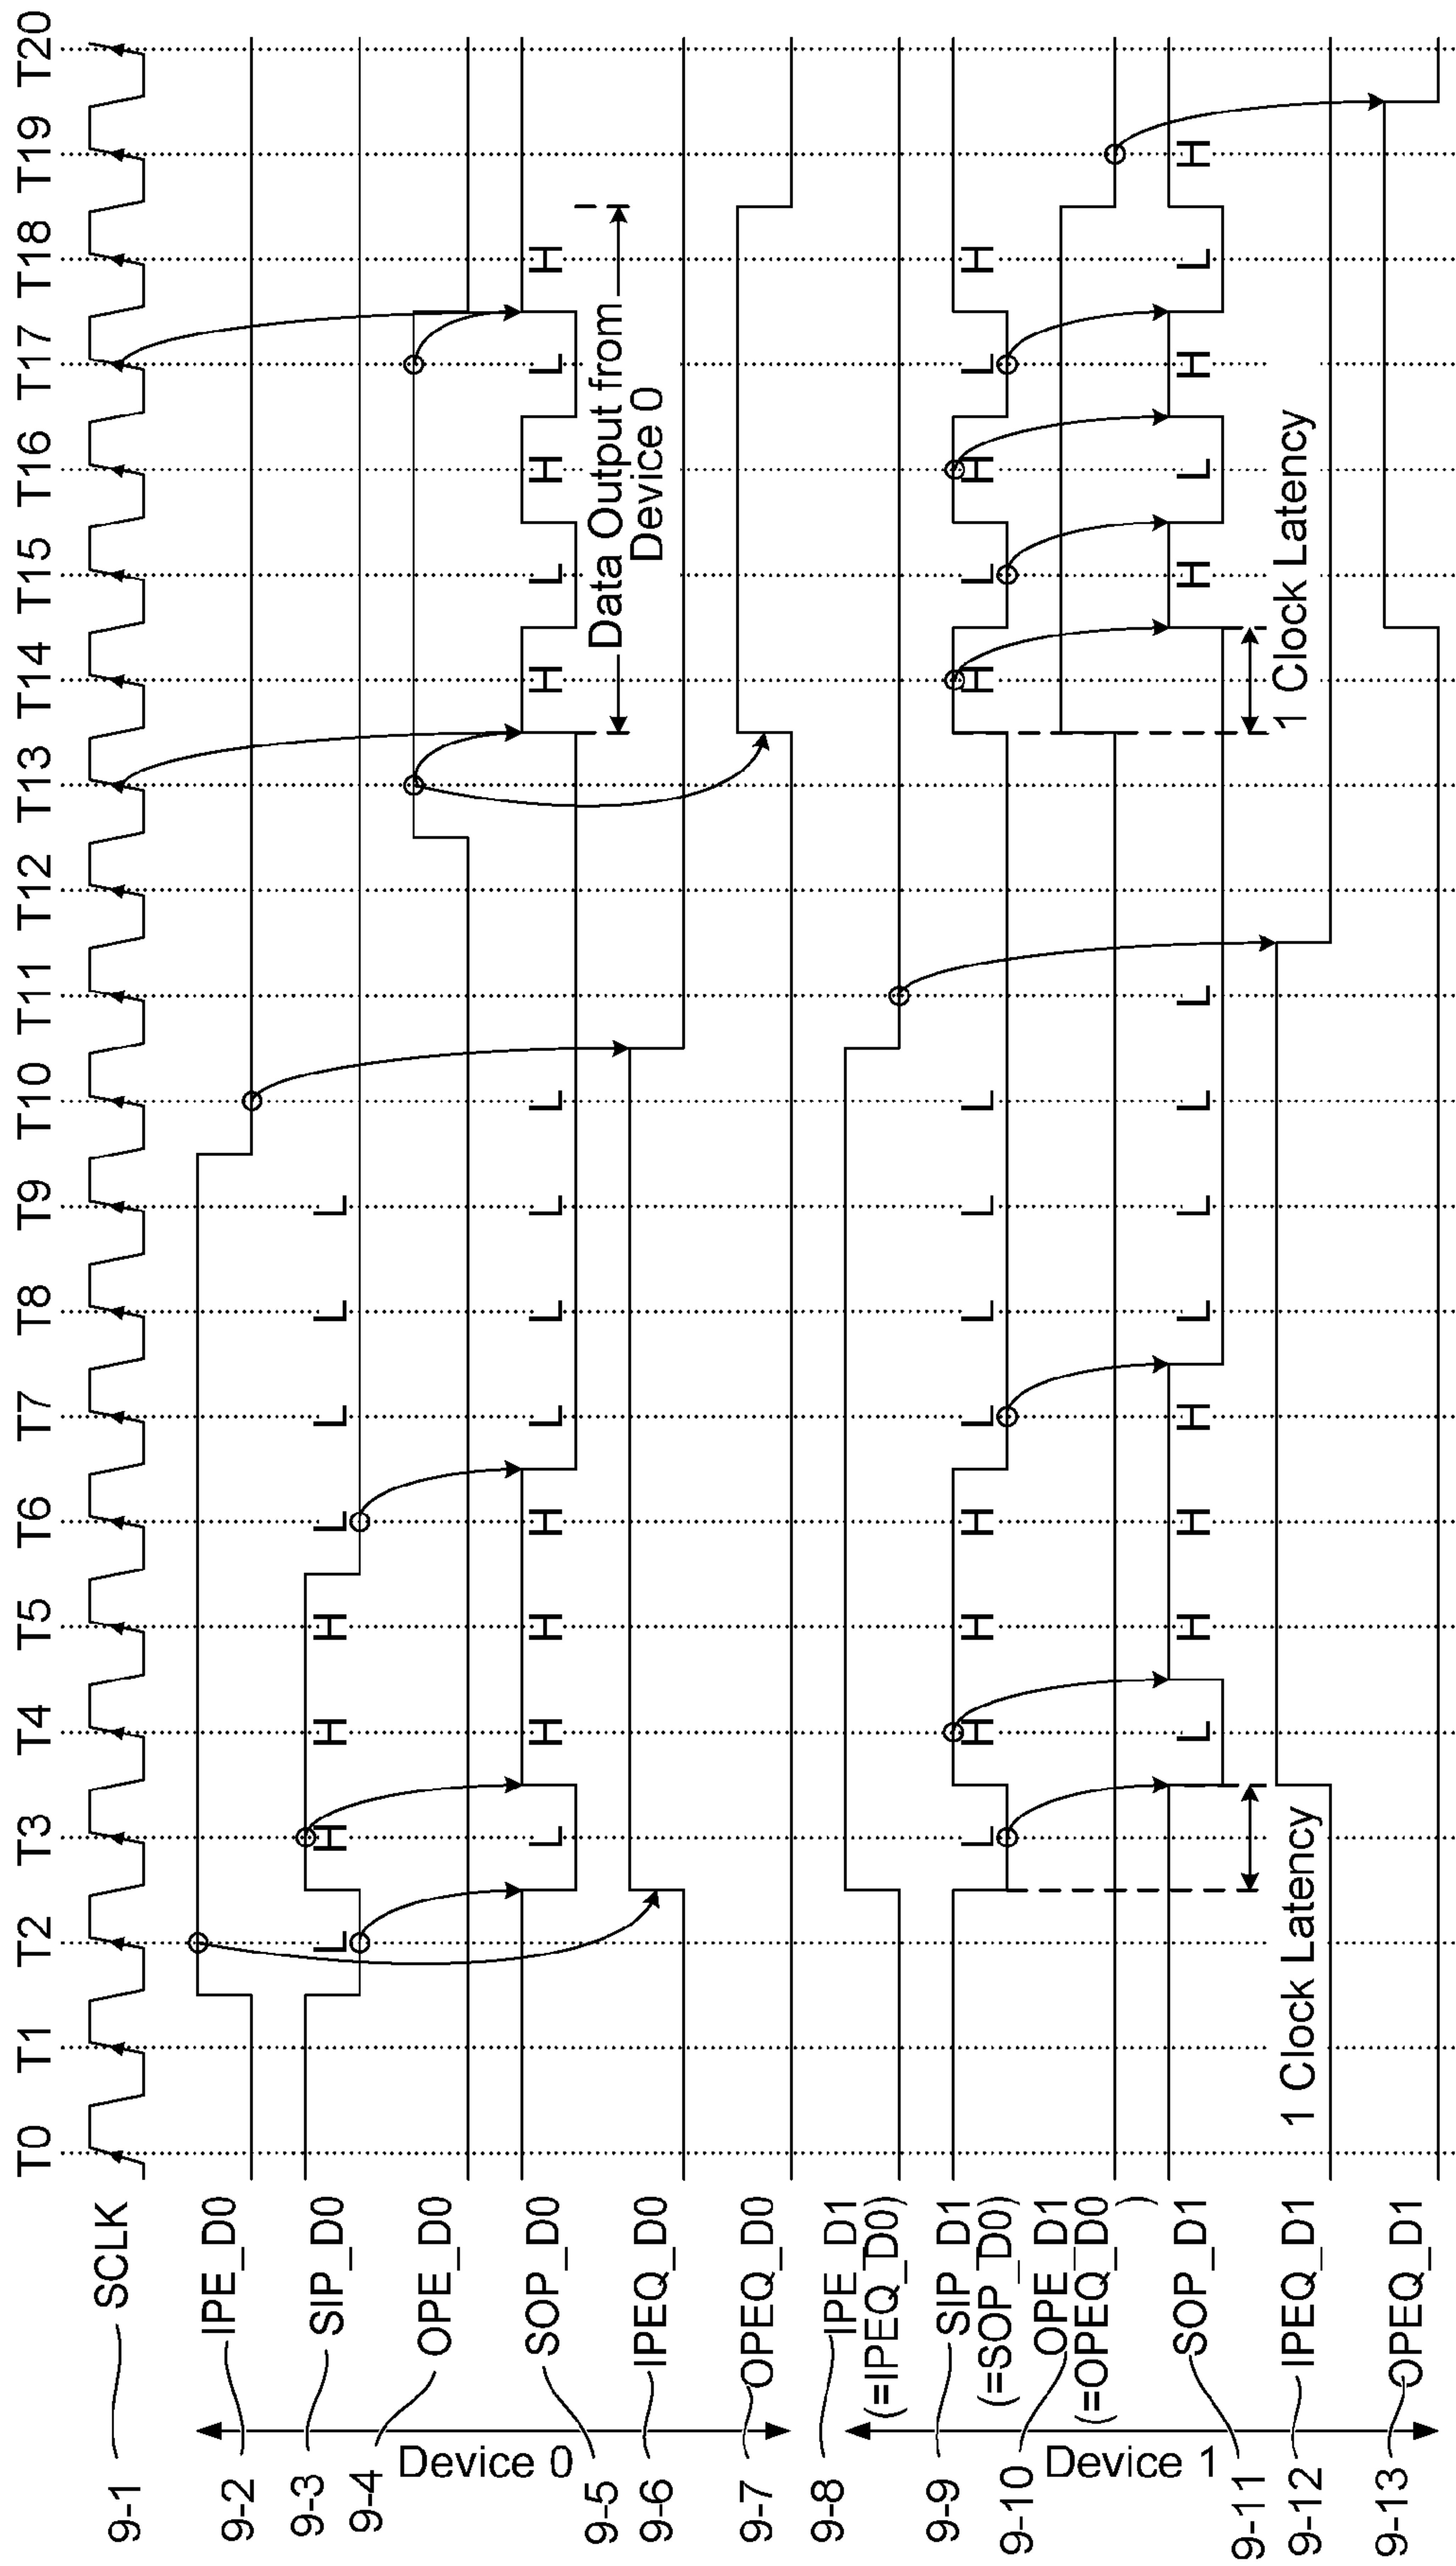 T0 T1 T2 T3 T4 T5 T6 T7 T8 T9 T10 T11 T12 T13 T14 T15 T16 T17 T18 T19 T20
9-1 SCLK
9-2 IPE_D0
9-3 SIP_D0 L H H H L L L L
9-4 OPE_D0
Device 0
9-5 SOP_D0 L H H H L L L L H L H L H
Data Output from
Device 0
9-6 IPEQ_D0
9-7 OPEQ_D0
9-8 IPE_D1
(=IPEQ_D0)
9-9 SIP_D1 L H H H L L L L H L H L H
(=SOP_D0)
9-10 OPE_D1
(=OPEQ_D0)
Device 1
9-11 SOP_D1 L H H H L L L L H L H L H
1 Clock Latency 1 Clock Latency
9-12 IPEQ_D1
9-13 OPEQ_D1